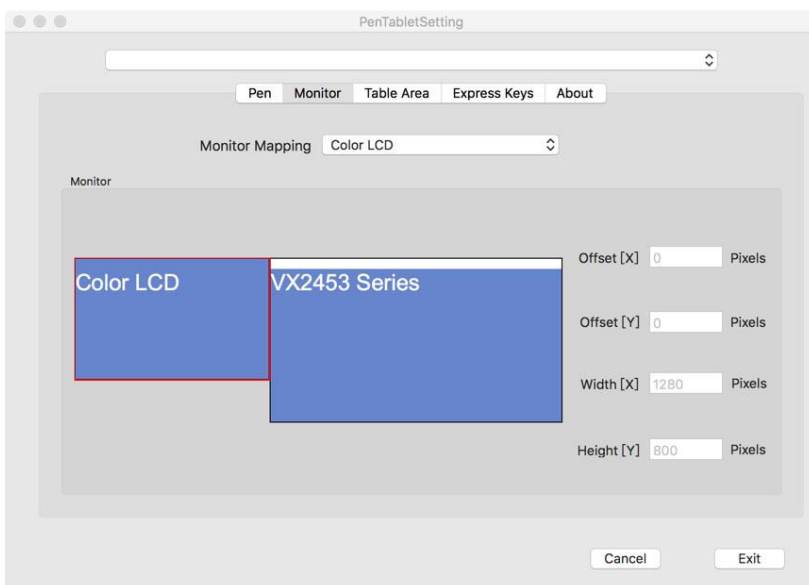 PenTabletSetting
Pen Monitor Table Area Express Keys About
Monitor Mapping Color LCD
Monitor
Color LCD VX2453 Series
Offset [X] 0 Pixels
Offset [Y] 0 Pixels
Width [X] 1280 Pixels
Height [Y] 800 Pixels
Cancel Exit